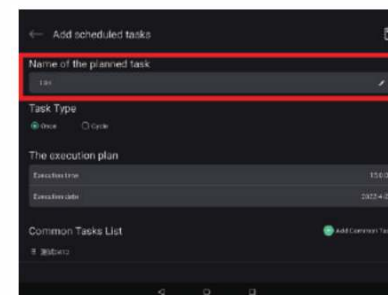 Add scheduled tasks
Name of the planned task
Task Type
Once Cycle
The execution plan
Execution time
Execution date
Common Tasks List
Add Common